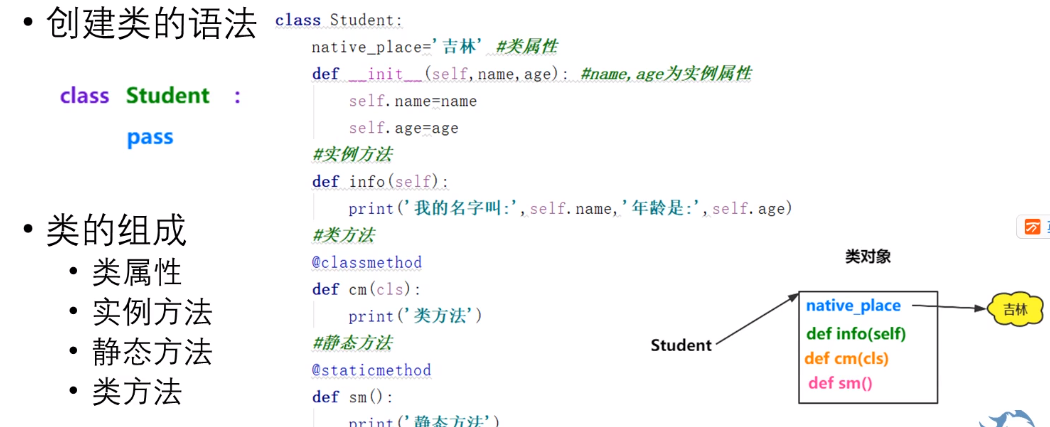 • 创建类的语法
class Student :
pass
• 类的组成
• 类属性
• 实例方法
• 静态方法
• 类方法
class Student:
native_place='吉林' #类属性
def __init__(self,name,age): #name,age为实例属性
self.name=name
self.age=age
#实例方法
def info(self):
print('我的名字叫:',self.name,'年龄是:',self.age)
#类方法
@classmethod
def cm(cls):
print('类方法')
#静态方法
@staticmethod
def sm():
print('静态方法')
类对象
Student
native_place
吉林
def info(self)
def cm(cls)
def sm()